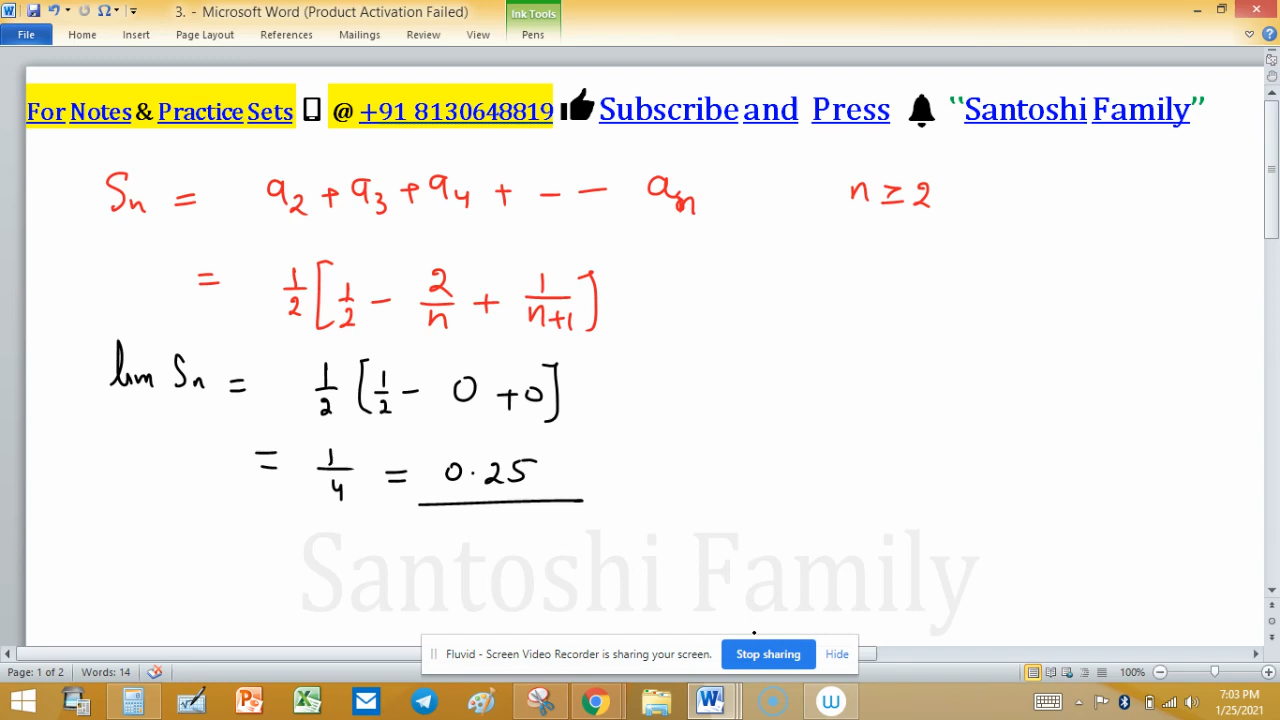 3. - Microsoft Word (Product Activation Failed)
Ink Tools
File Home Insert Page Layout References Mailings Review View Pens
For Notes & Practice Sets @ +91 8130648819 Subscribe and Press "Santoshi Family"
Sn = a2 + a3 + a4 + - - an n ≥ 2
= 1/2 [1/2 - 2/n + 1/(n+1)]
lim Sn = 1/2 [1/2 - 0 + 0]
= 1/4 = 0.25
Santoshi Family
Fluvid - Screen Video Recorder is sharing your screen. Stop sharing Hide
Page: 1 of 2 Words: 14 100%
7:03 PM
1/25/2021